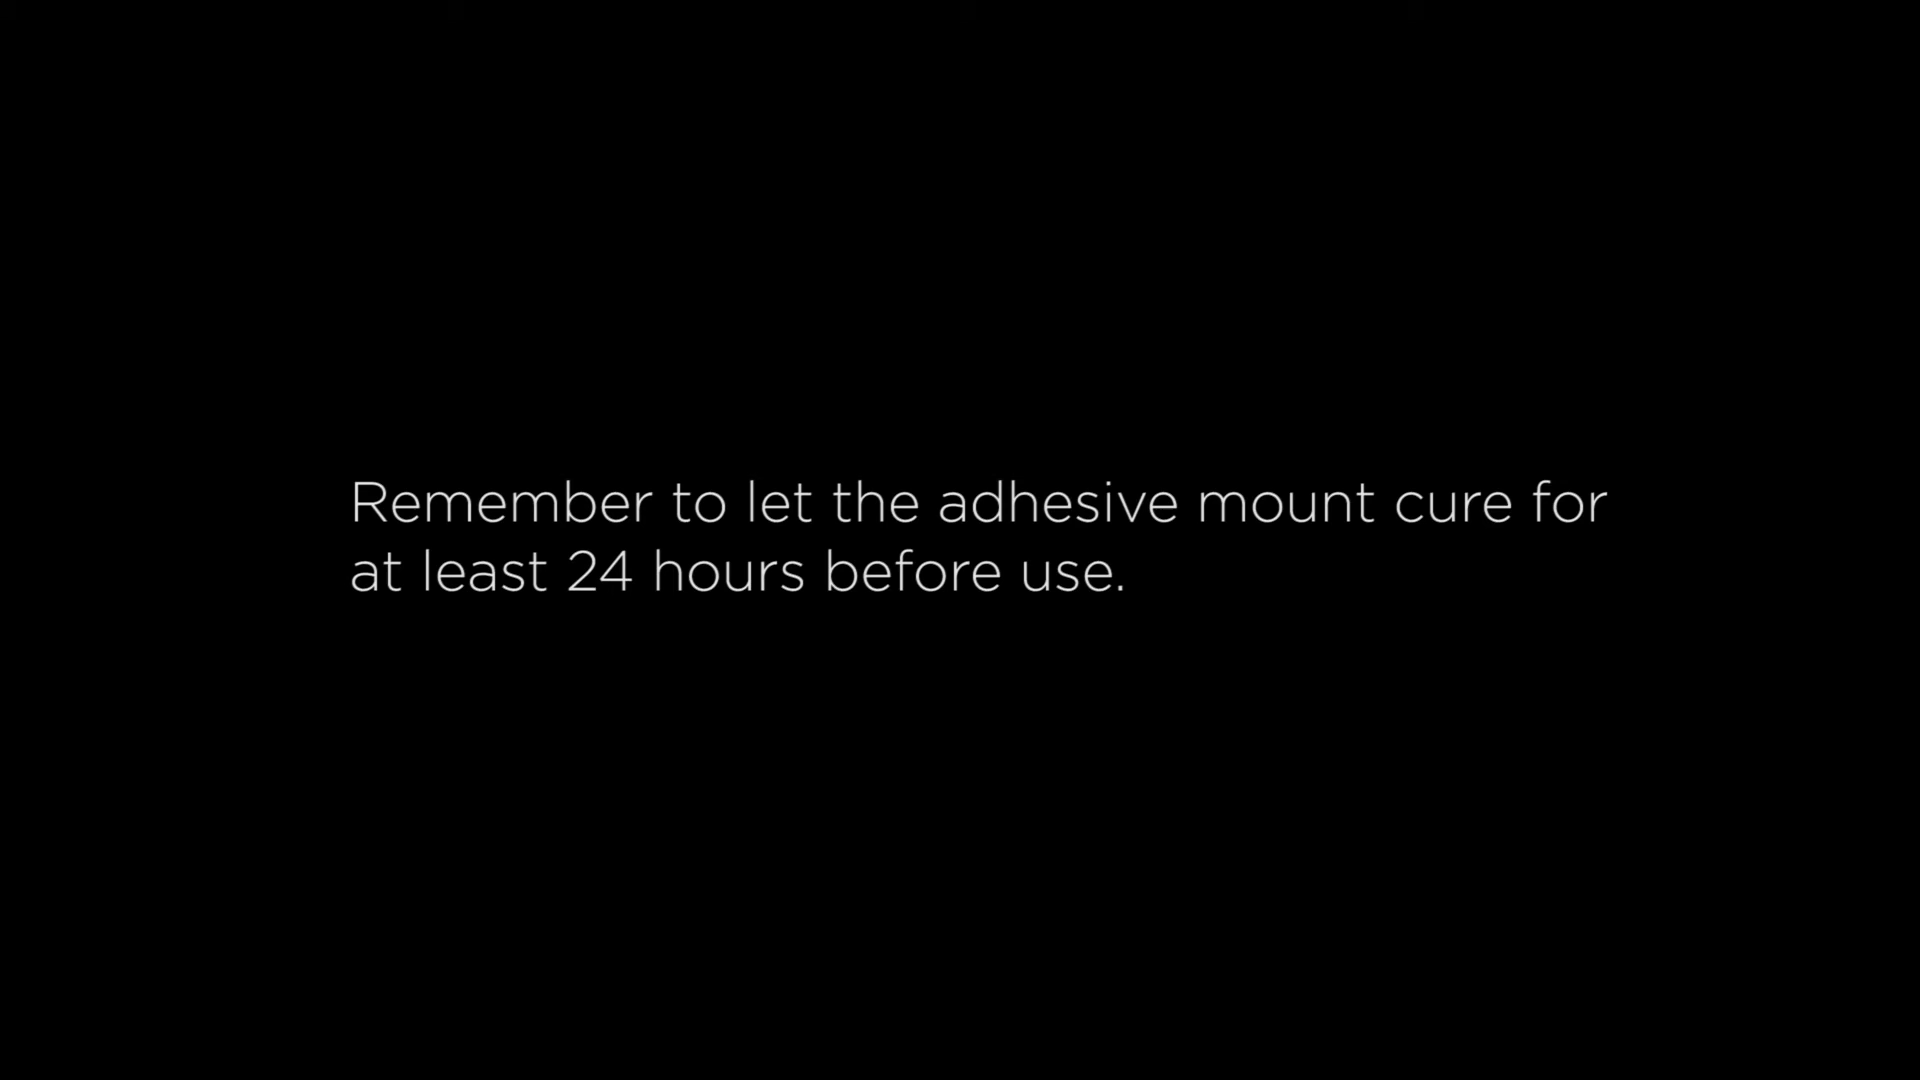 Remember to let the adhesive mount cure for
at least 24 hours before use.